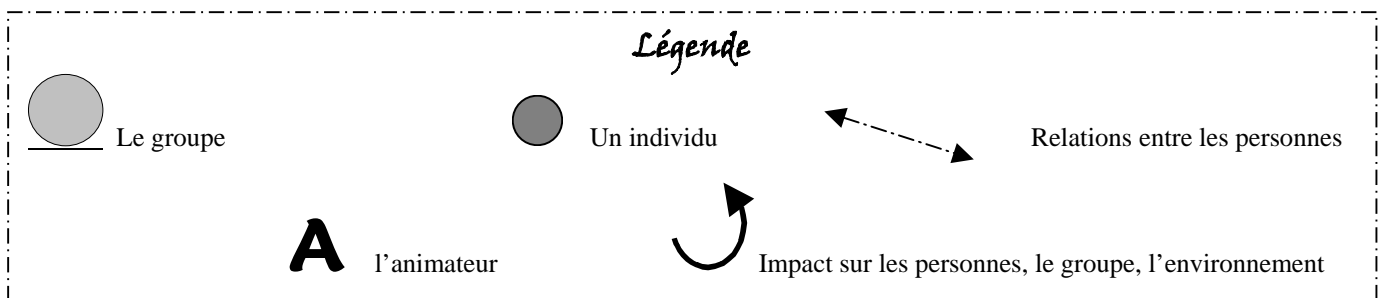 Légende
Le groupe
Un individu
Relations entre les personnes
A
l’animateur
Impact sur les personnes, le groupe, l’environnement